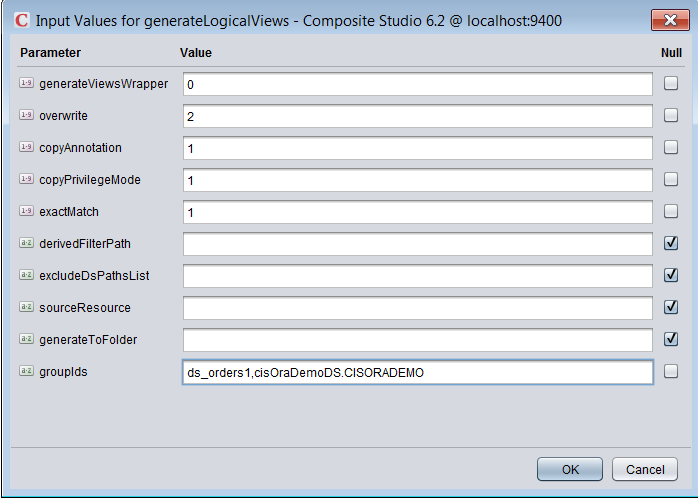 C Input Values for generateLogicalViews - Composite Studio 6.2 @ localhost:9400
Parameter Value Null
1-9 generateViewsWrapper 0
1-9 overwrite 2
1-9 copyAnnotation 1
1-9 copyPrivilegeMode 1
1-9 exactMatch 1
a-z derivedFilterPath
a-z excludeDsPathsList
a-z sourceResource
a-z generateToFolder
a-z groupIds ds_orders1,cisOraDemoDS.CISORADEMO
OK Cancel